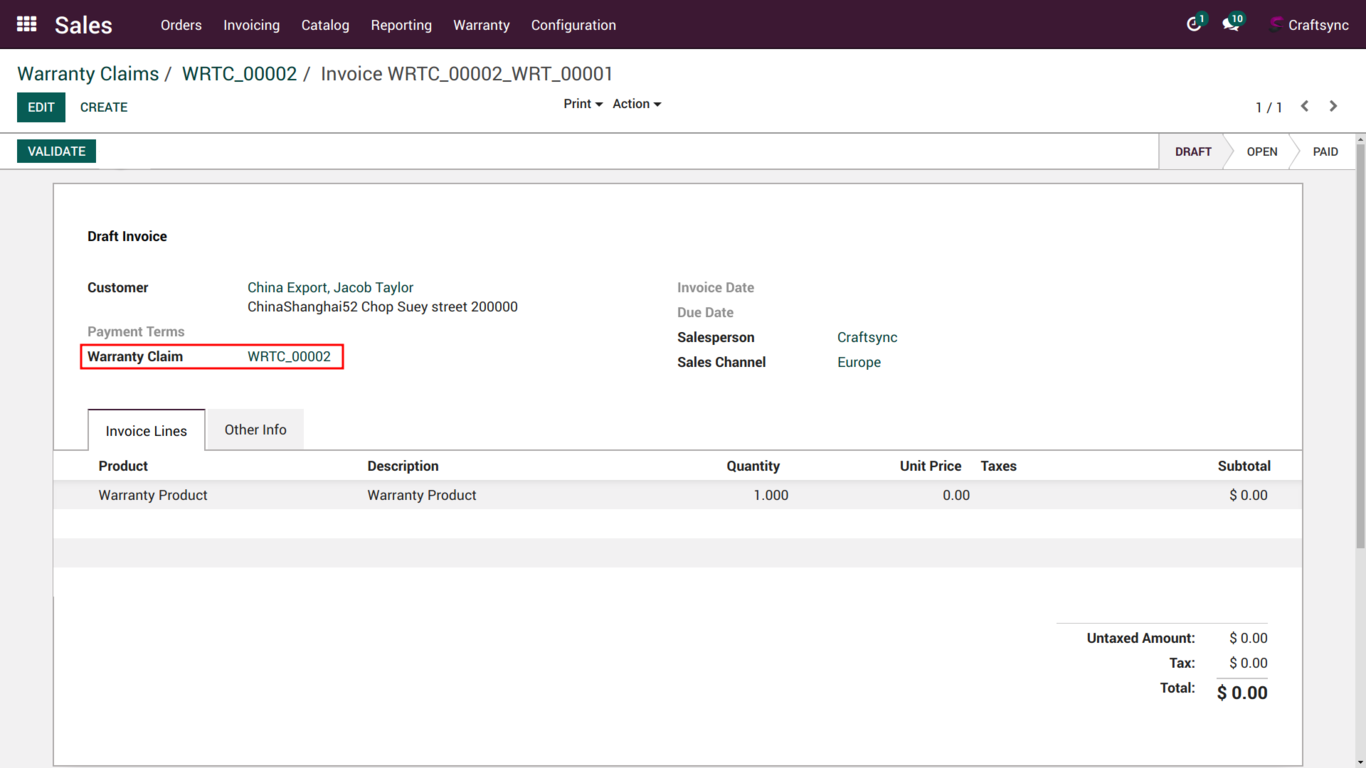 Sales Orders Invoicing Catalog Reporting Warranty Configuration 1 10 Craftsync
Warranty Claims / WRTC_00002 / Invoice WRTC_00002_WRT_00001
EDIT CREATE Print Action 1 / 1
VALIDATE DRAFT OPEN PAID
Draft Invoice
Customer China Export, Jacob Taylor Invoice Date
ChinaShanghai52 Chop Suey street 200000
Due Date
Payment Terms
Salesperson Craftsync
Warranty Claim WRTC_00002
Sales Channel Europe
Invoice Lines Other Info
Product Description Quantity Unit Price Taxes Subtotal
Warranty Product Warranty Product 1.000 0.00 $ 0.00
Untaxed Amount: $ 0.00
Tax: $ 0.00
Total: $ 0.00